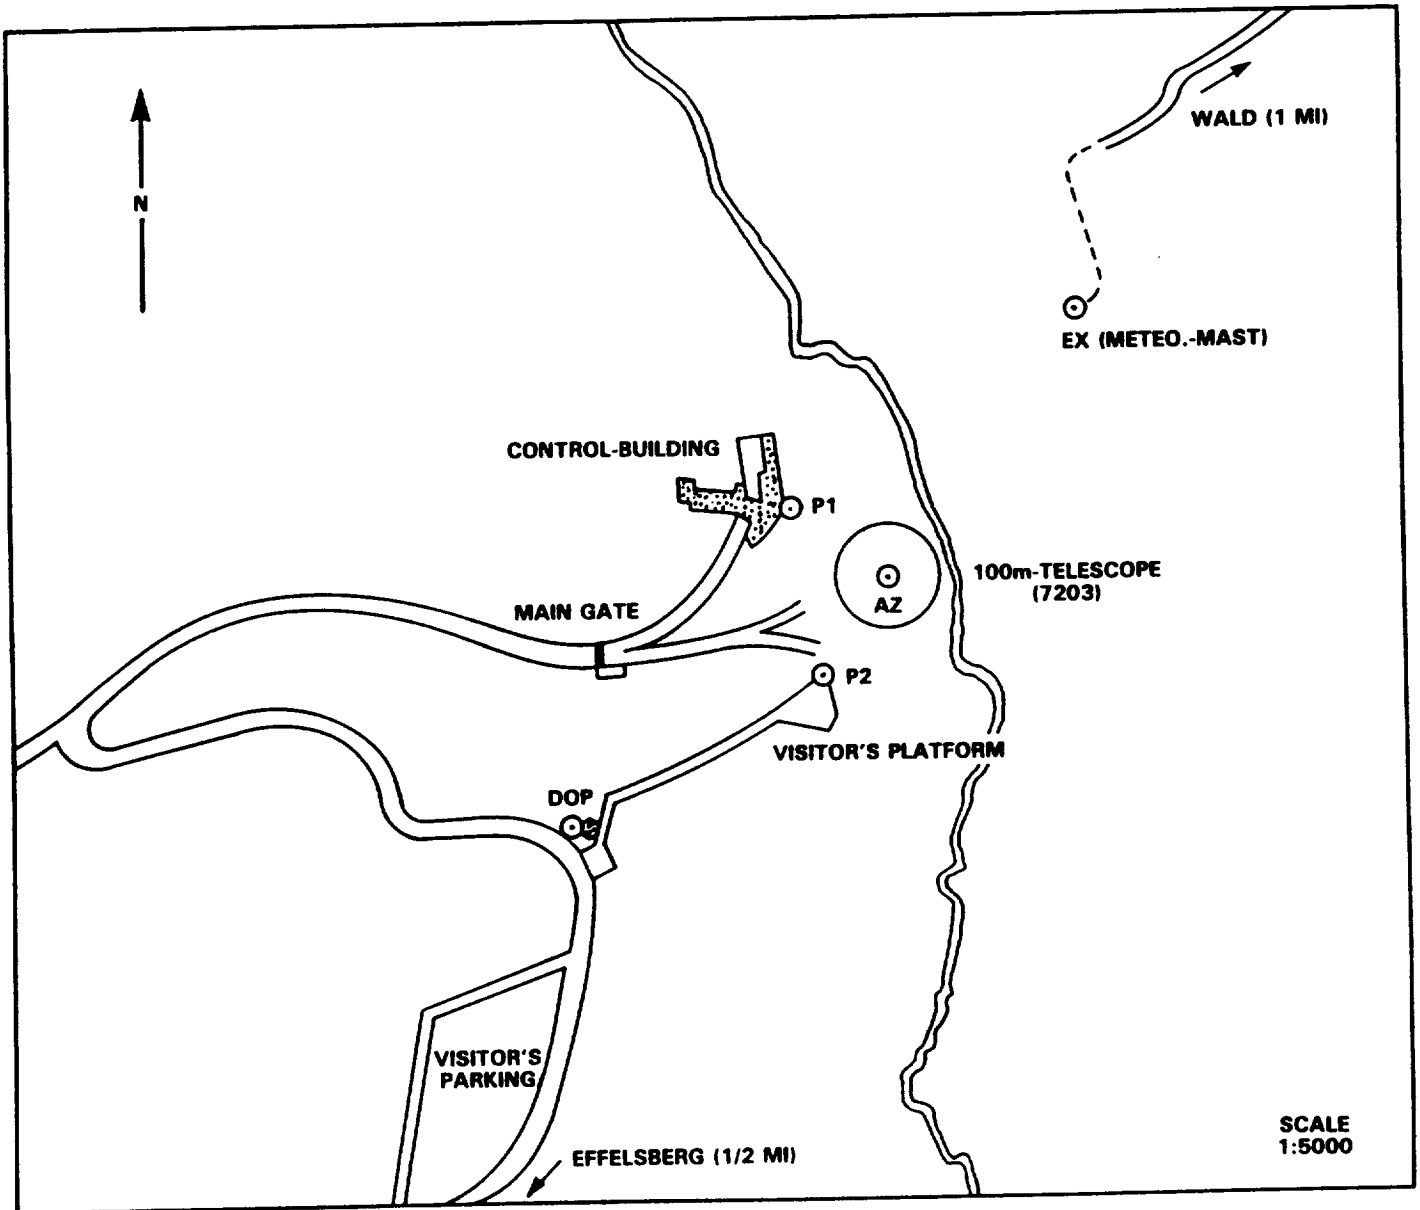 WALD (1 MI)
N
EX (METEO.-MAST)
CONTROL-BUILDING
P1
100m-TELESCOPE
(7203)
AZ
MAIN GATE
P2
VISITOR'S PLATFORM
DOP
VISITOR'S
PARKING
SCALE
1:5000
EFFELSBERG (1/2 MI)